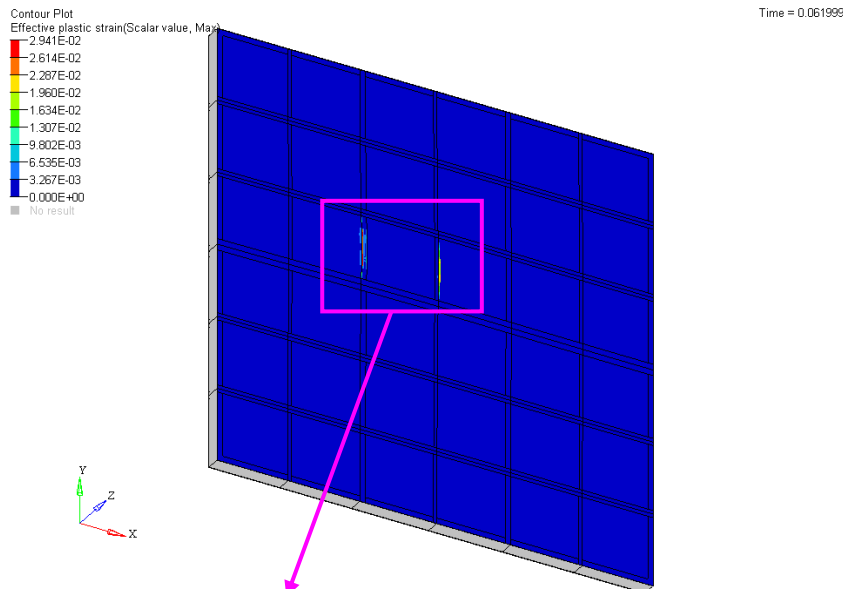 Contour Plot
Time = 0.061999
Effective plastic strain(Scalar value, Max)
2.941E-02
2.614E-02
2.287E-02
1.960E-02
1.634E-02
1.307E-02
9.802E-03
6.535E-03
3.267E-03
0.000E+00
No result
Y
Z
X